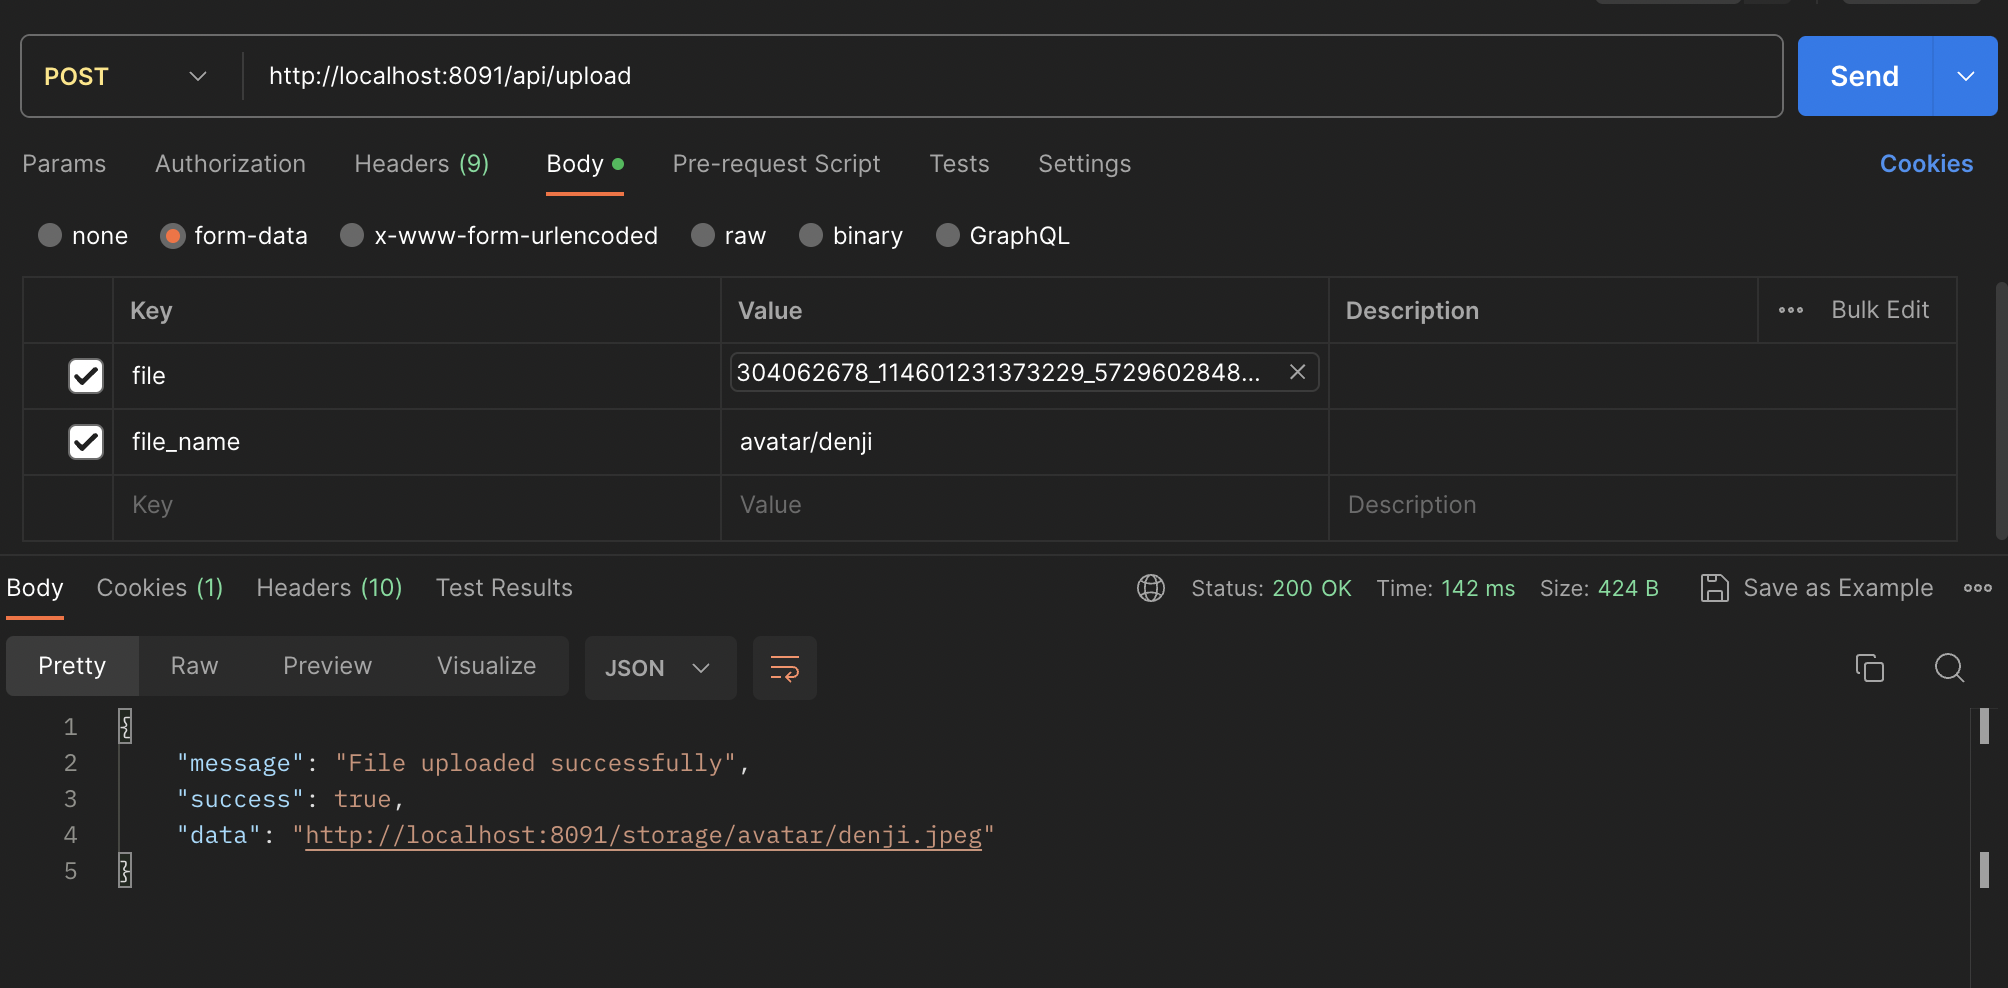 POST http://localhost:8091/api/upload Send
Params Authorization Headers (9) Body Pre-request Script Tests Settings Cookies
none form-data x-www-form-urlencoded raw binary GraphQL
Key Value Description Bulk Edit
file 304062678_114601231373229_5729602848...
file_name avatar/denji
Key Value Description
Body Cookies (1) Headers (10) Test Results Status: 200 OK Time: 142 ms Size: 424 B Save as Example
Pretty Raw Preview Visualize JSON
1 {
2 "message": "File uploaded successfully",
3 "success": true,
4 "data": "http://localhost:8091/storage/avatar/denji.jpeg"
5 }